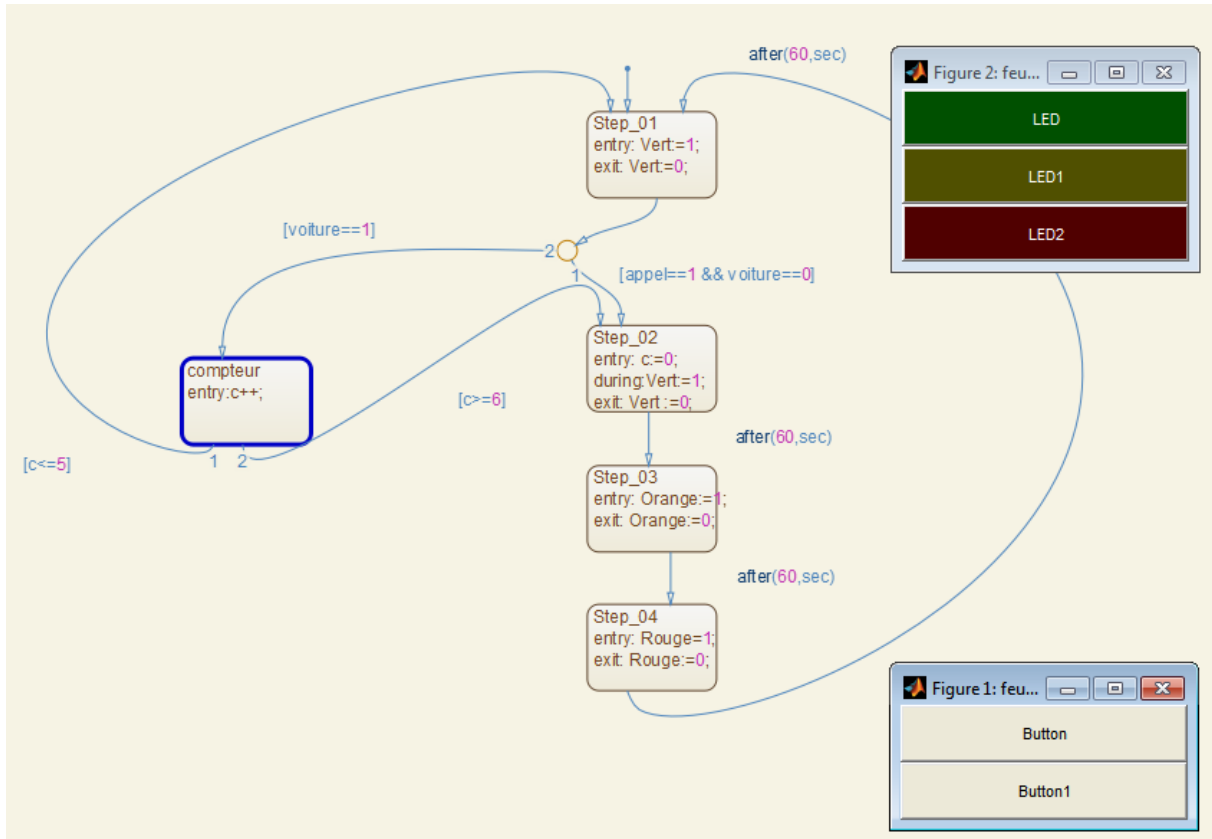 after(60,sec)
Figure 2: feu...
LED
LED1
LED2
Step_01
entry: Vert:=1;
exit: Vert:=0;
[voiture==1]
2
1
[appel==1 && voiture==0]
Step_02
entry: c:=0;
during:Vert:=1;
exit: Vert :=0;
compteur
entry:c++;
[c>=6]
1 2
[c<=5]
after(60,sec)
Step_03
entry: Orange:=1;
exit: Orange:=0;
after(60,sec)
Step_04
entry: Rouge=1;
exit: Rouge:=0;
Figure 1: feu...
Button
Button1